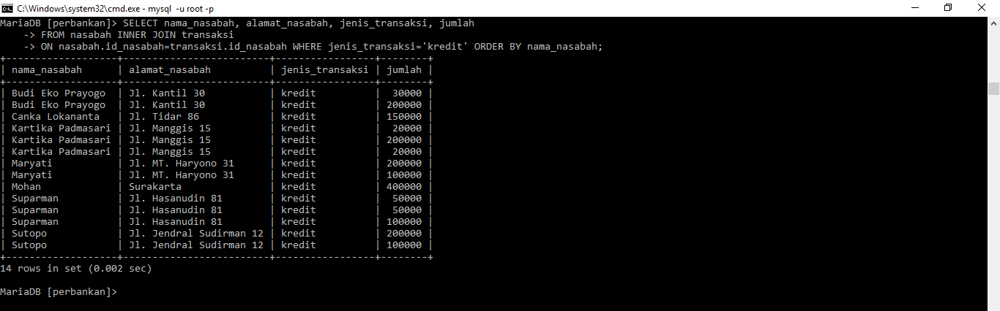 C:\Windows\system32\cmd.exe - mysql  -u root -p
MariaDB [perbankan]> SELECT nama_nasabah, alamat_nasabah, jenis_transaksi, jumlah
    -> FROM nasabah INNER JOIN transaksi
    -> ON nasabah.id_nasabah=transaksi.id_nasabah WHERE jenis_transaksi='kredit' ORDER BY nama_nasabah;
+-------------------+-------------------------+-----------------+--------+
| nama_nasabah      | alamat_nasabah          | jenis_transaksi | jumlah |
+-------------------+-------------------------+-----------------+--------+
| Budi Eko Prayogo  | Jl. Kantil 30           | kredit          |  30000 |
| Budi Eko Prayogo  | Jl. Kantil 30           | kredit          | 200000 |
| Canka Lokananta   | Jl. Tidar 86            | kredit          | 150000 |
| Kartika Padmasari | Jl. Manggis 15          | kredit          |  20000 |
| Kartika Padmasari | Jl. Manggis 15          | kredit          | 200000 |
| Kartika Padmasari | Jl. Manggis 15          | kredit          |  20000 |
| Maryati           | Jl. MT. Haryono 31      | kredit          | 200000 |
| Maryati           | Jl. MT. Haryono 31      | kredit          | 100000 |
| Mohan             | Surakarta               | kredit          | 400000 |
| Suparman          | Jl. Hasanudin 81        | kredit          |  50000 |
| Suparman          | Jl. Hasanudin 81        | kredit          |  50000 |
| Suparman          | Jl. Hasanudin 81        | kredit          | 100000 |
| Sutopo            | Jl. Jendral Sudirman 12 | kredit          | 200000 |
| Sutopo            | Jl. Jendral Sudirman 12 | kredit          | 100000 |
+-------------------+-------------------------+-----------------+--------+
14 rows in set (0.002 sec)
MariaDB [perbankan]>